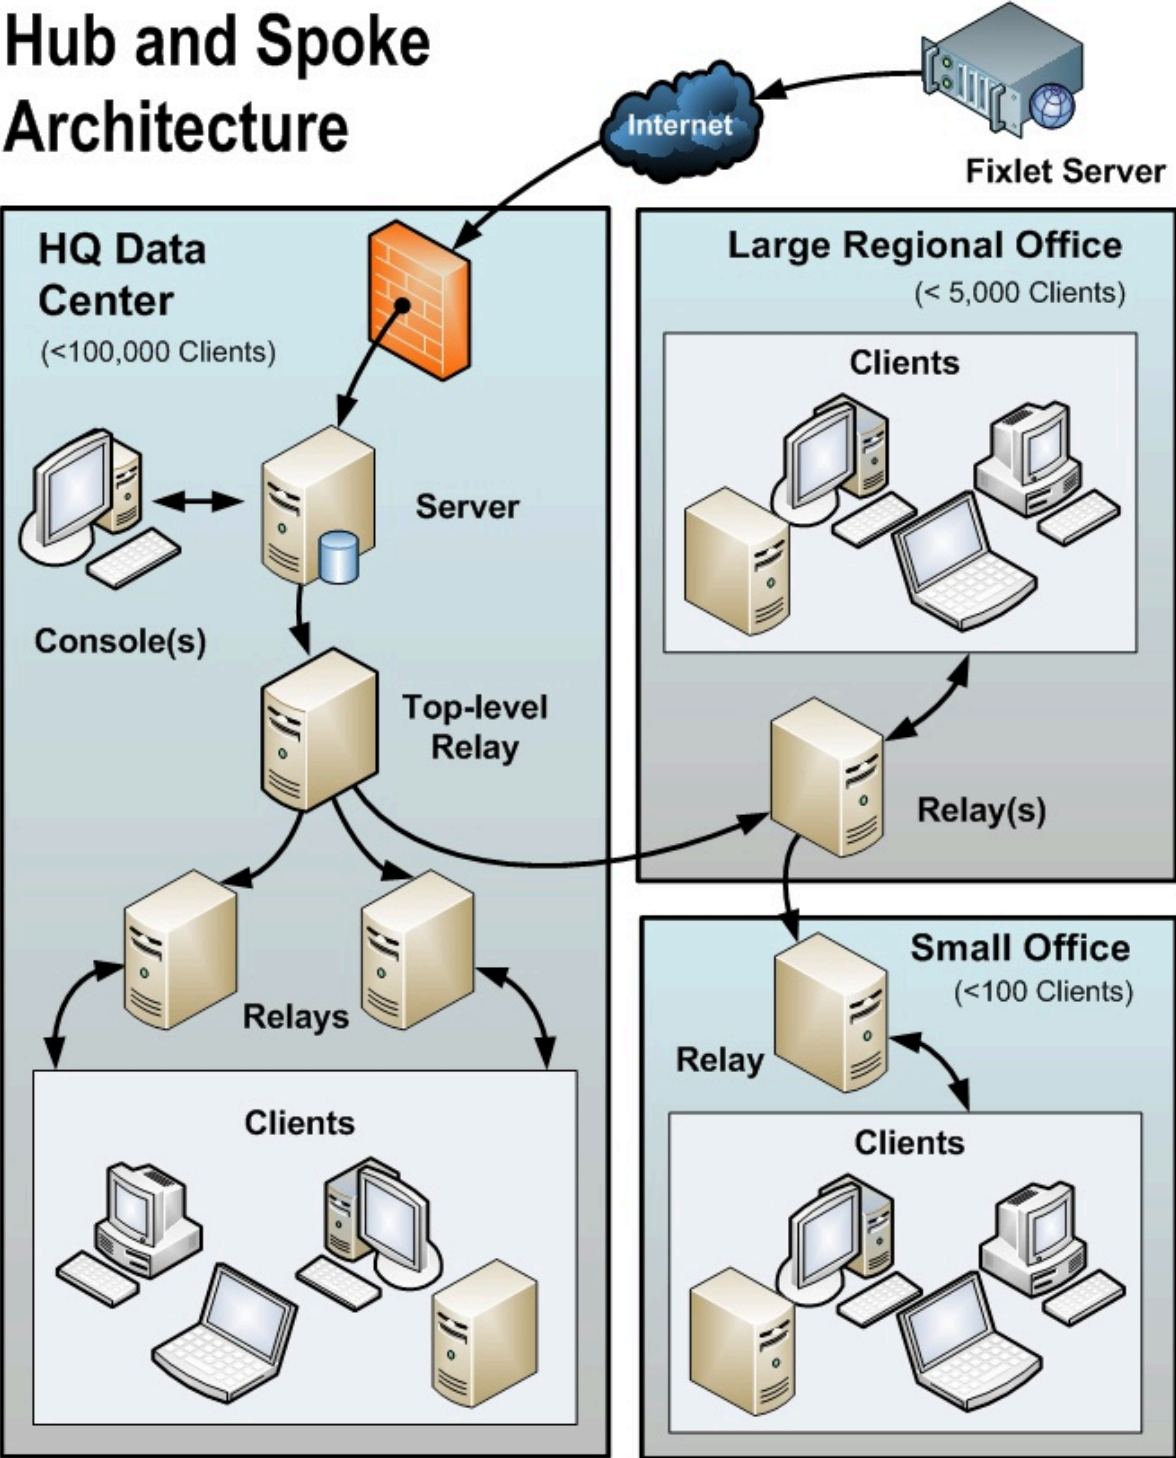 Hub and Spoke
Architecture
Internet
Fixlet Server
HQ Data
Center
(<100,000 Clients)
Server
Console(s)
Top-level
Relay
Relays
Clients
Large Regional Office
(< 5,000 Clients)
Clients
Relay(s)
Small Office
(<100 Clients)
Relay
Clients